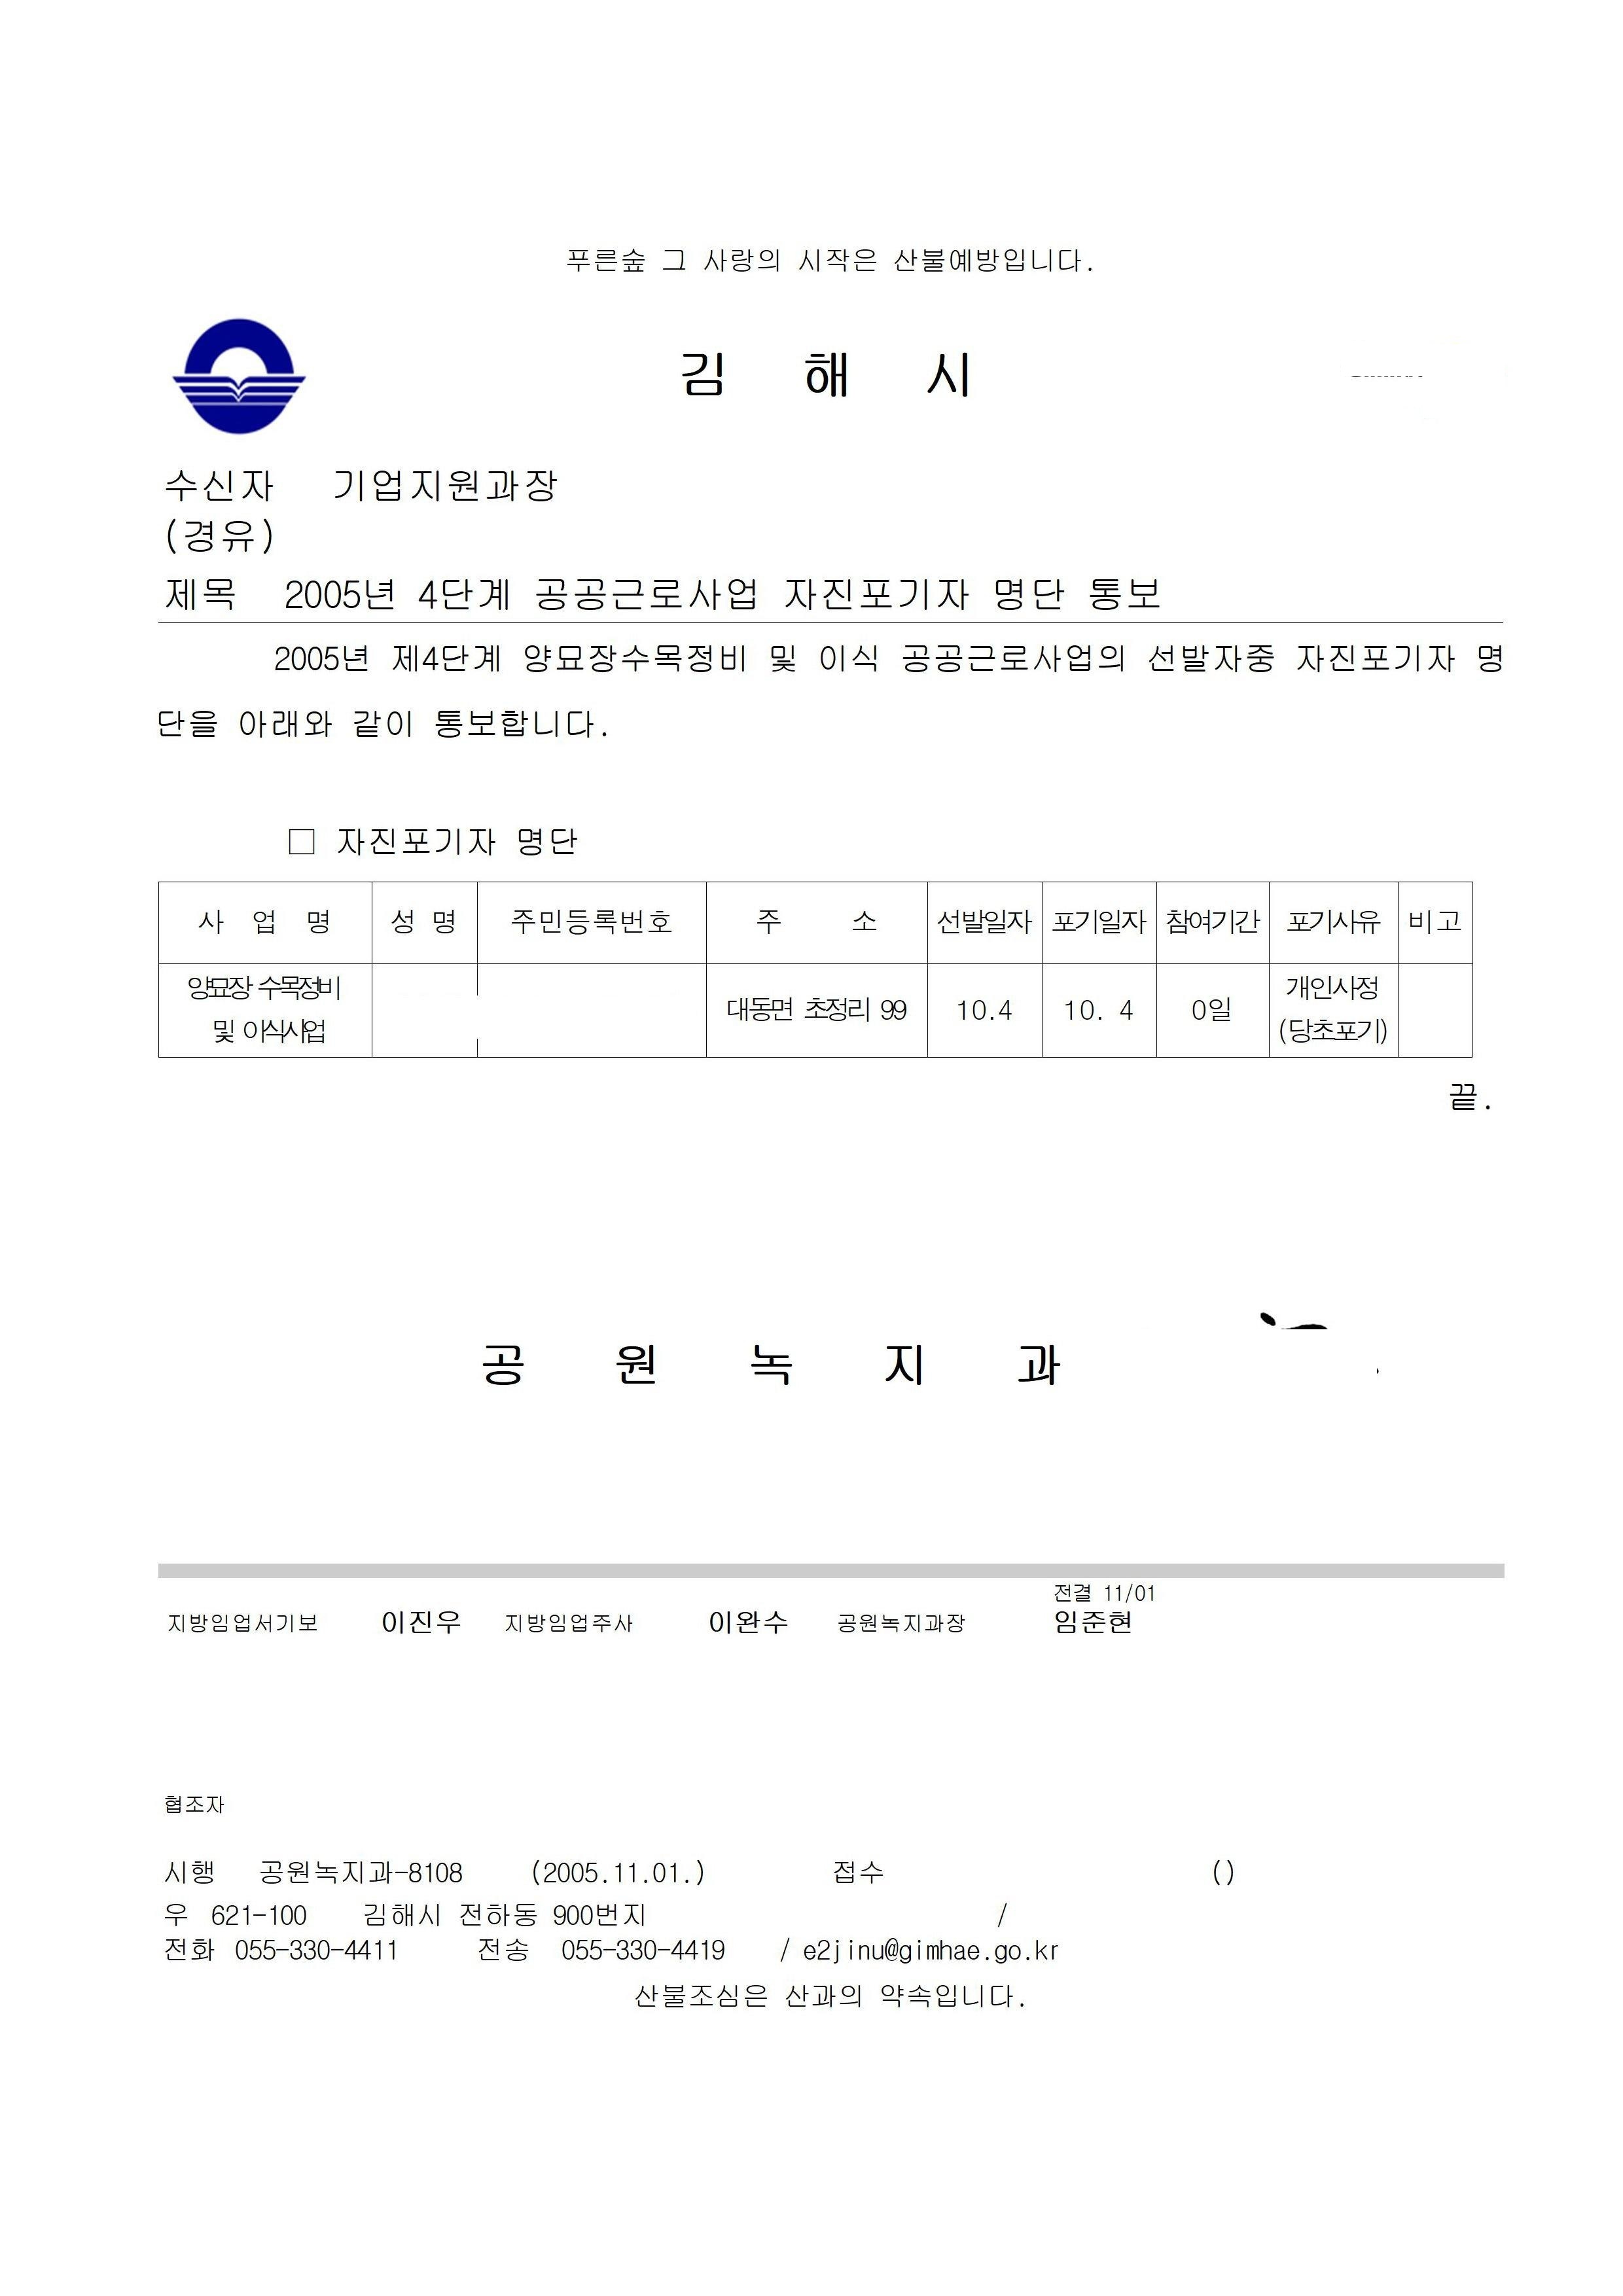 푸른숲 그 사랑의 시작은 산불예방입니다.
김 해 시
수신자 기업지원과장
(경유)
제목 2005년 4단계 공공근로사업 자진포기자 명단 통보
2005년 제4단계 양묘장수목정비 및 이식 공공근로사업의 선발자중 자진포기자 명
단을 아래와 같이 통보합니다.
□ 자진포기자 명단
사 업 명 성 명 주민등록번호 주 소 선발일자 포기일자 참여기간 포기사유 비고
양묘장 수목정비
및 이식사업
대동면 초정리 99 10.4 10. 4 0일
개인사정
(당초포기)
끝.
공 원 녹 지 과
전결 11/01
지방임업서기보 이진우 지방임업주사 이완수 공원녹지과장 임준현
협조자
시행 공원녹지과-8108 (2005.11.01.) 접수 ()
우 621-100 김해시 전하동 900번지 /
전화 055-330-4411 전송 055-330-4419 / e2jinu@gimhae.go.kr
산불조심은 산과의 약속입니다.